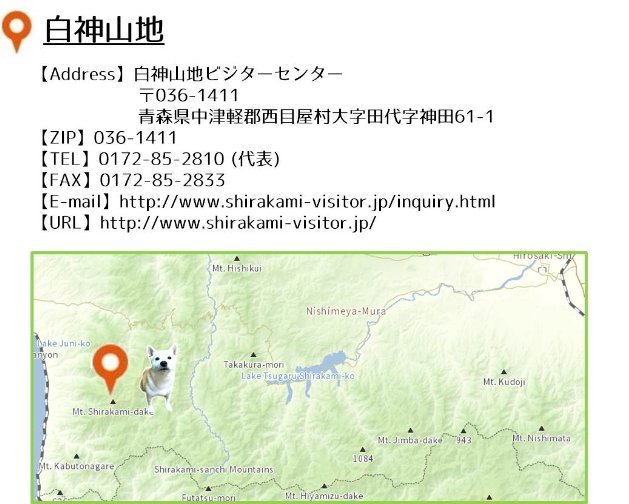 白神山地
【Address】白神山地ビジターセンター
〒036-1411
青森県中津軽郡西目屋村大字田代字神田61-1
【ZIP】036-1411
【TEL】0172-85-2810 (代表)
【FAX】0172-85-2833
【E-mail】http://www.shirakami-visitor.jp/inquiry.html
【URL】http://www.shirakami-visitor.jp/
Hirosaki-Shi
Mt. Hishikui
Nishimeya-Mura
Lake Juni-ko
anyon
Takakura-mori
Lake Tsugaru Shirakami-ko
Mt. Kudoji
Mt. Shirakami-dake
Mt. Jimba-dake
943
Mt. Nishimata
1084
Mt. Kabutonagare
Shirakami-sanchi Mountains
Futatsu-mori
Mt. Hiyamizu-dake